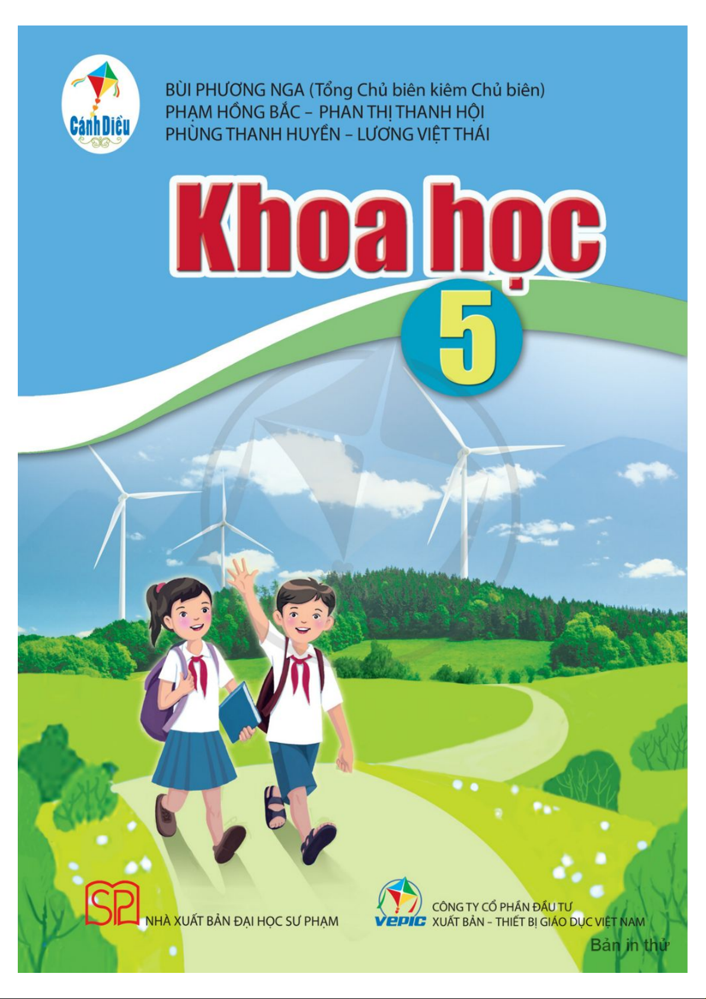 Cánh Diều
BÙI PHƯƠNG NGA (Tổng Chủ biên kiêm Chủ biên)
PHẠM HỒNG BẮC – PHAN THỊ THANH HỘI
PHÙNG THANH HUYỀN – LƯƠNG VIỆT THÁI
Khoa học
5
SP
NHÀ XUẤT BẢN ĐẠI HỌC SƯ PHẠM
VEPIC
CÔNG TY CỔ PHẦN ĐẦU TƯ
XUẤT BẢN – THIẾT BỊ GIÁO DỤC VIỆT NAM
Bản in thử